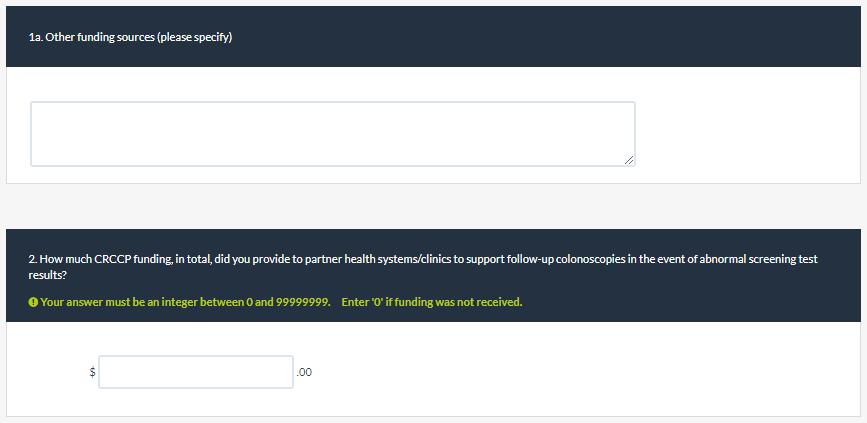 1a. Other funding sources (please specify)
2. How much CRCCP funding, in total, did you provide to partner health systems/clinics to support follow-up colonoscopies in the event of abnormal screening test
results?
Your answer must be an integer between 0 and 99999999. Enter '0' if funding was not received.
$ .00